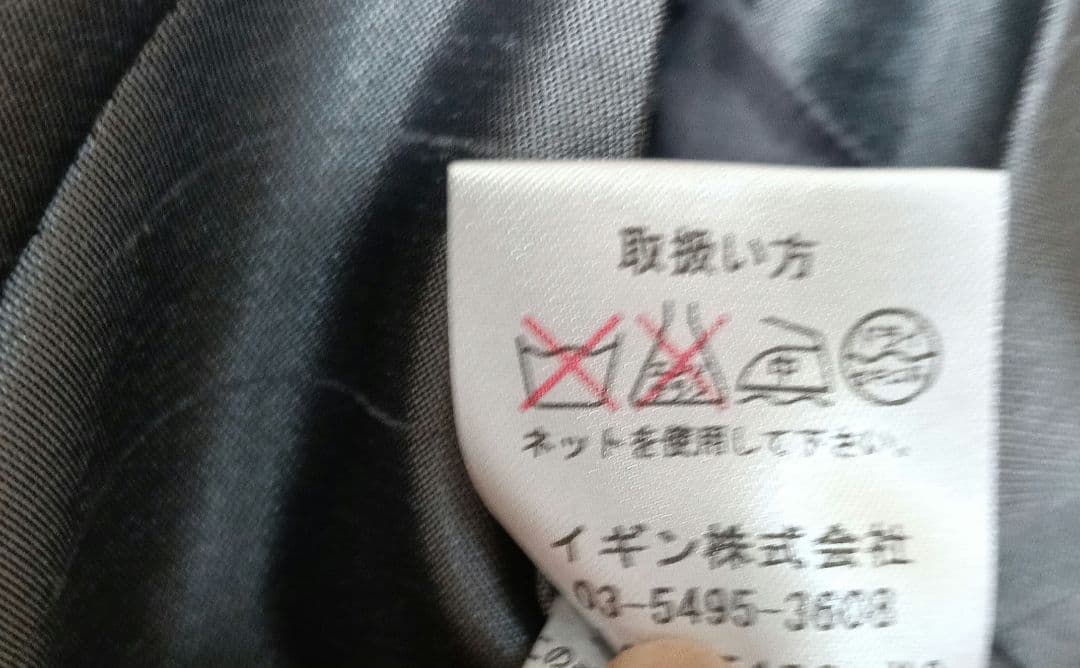 取扱い方
中
ネットを使用して下さい。
イギン株式会社
03-5495-3608